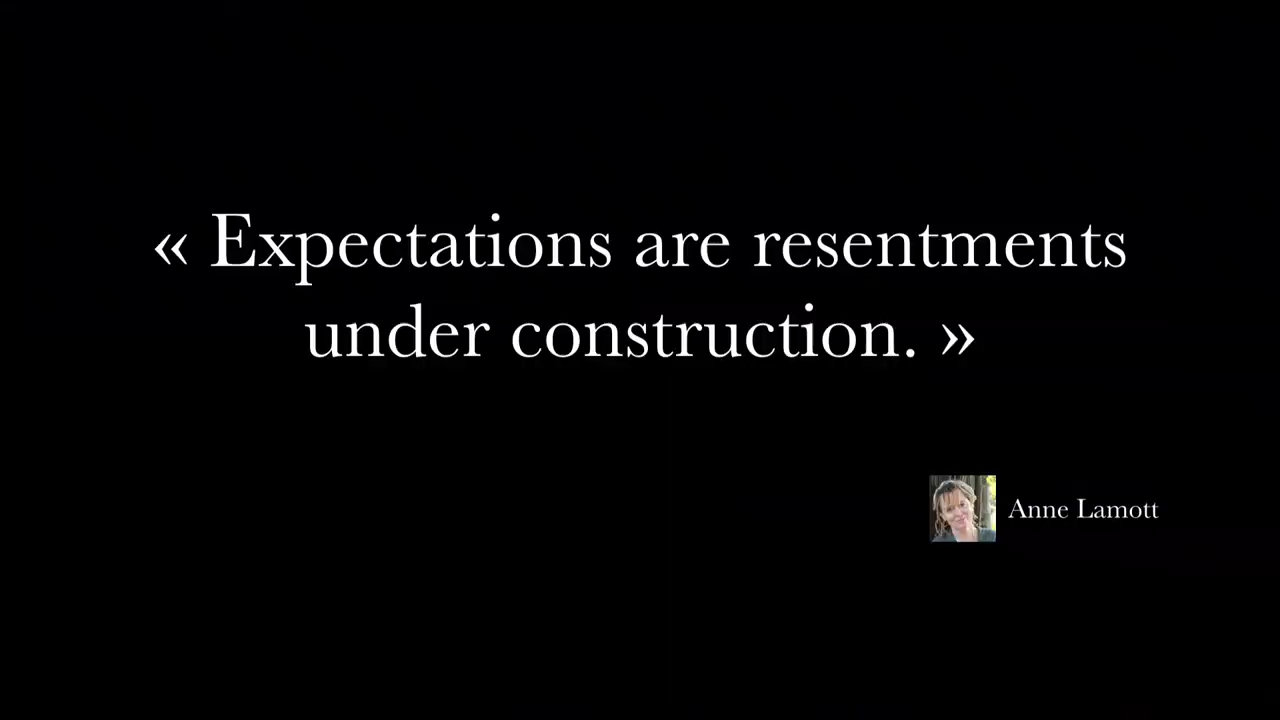 « Expectations are resentments
under construction. »
Anne Lamott